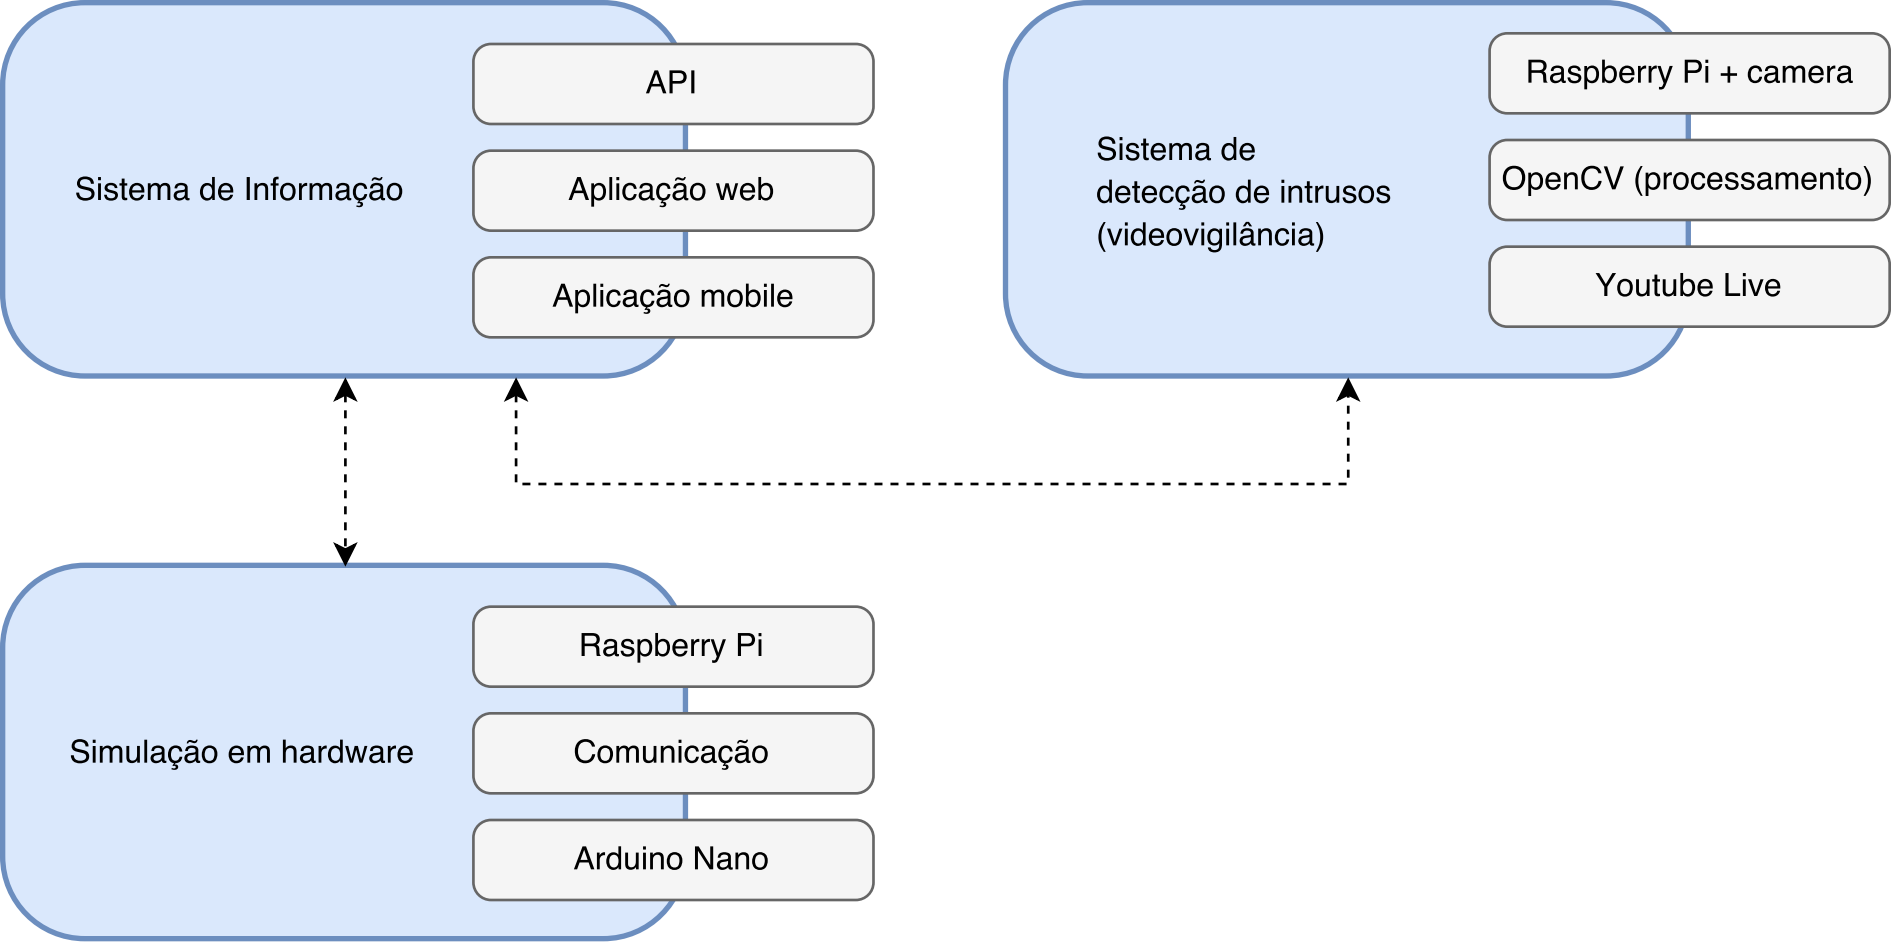 Sistema de Informação
API
Aplicação web
Aplicação mobile
Sistema de
detecção de intrusos
(videovigilância)
Raspberry Pi + camera
OpenCV (processamento)
Youtube Live
Simulação em hardware
Raspberry Pi
Comunicação
Arduino Nano